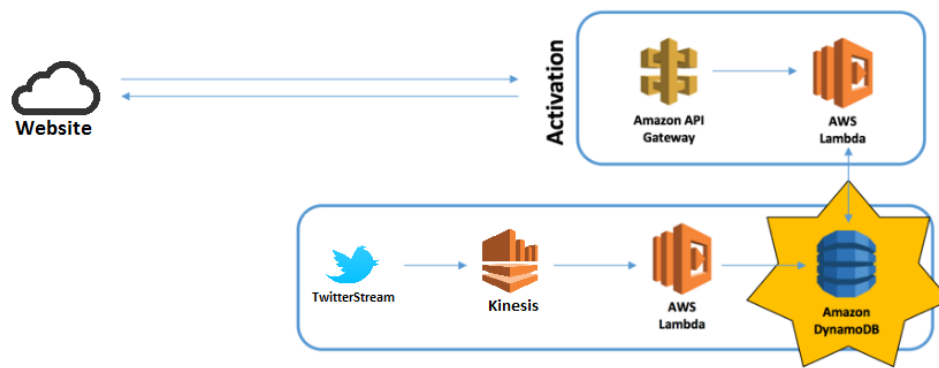 Website
Activation
Amazon API
Gateway
AWS
Lambda
TwitterStream
Kinesis
AWS
Lambda
Amazon
DynamoDB